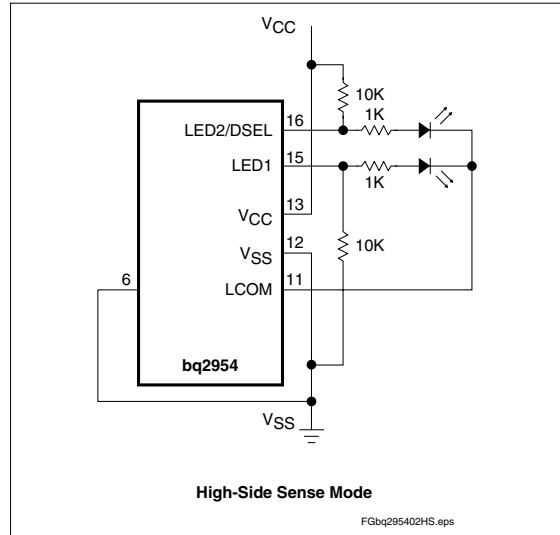 VCC
10K
1K
16
LED2/DSEL
15
LED1
1K
13
VCC
12
VSS
10K
6
11
LCOM
bq2954
VSS
High-Side Sense Mode
FGbq295402HS.eps